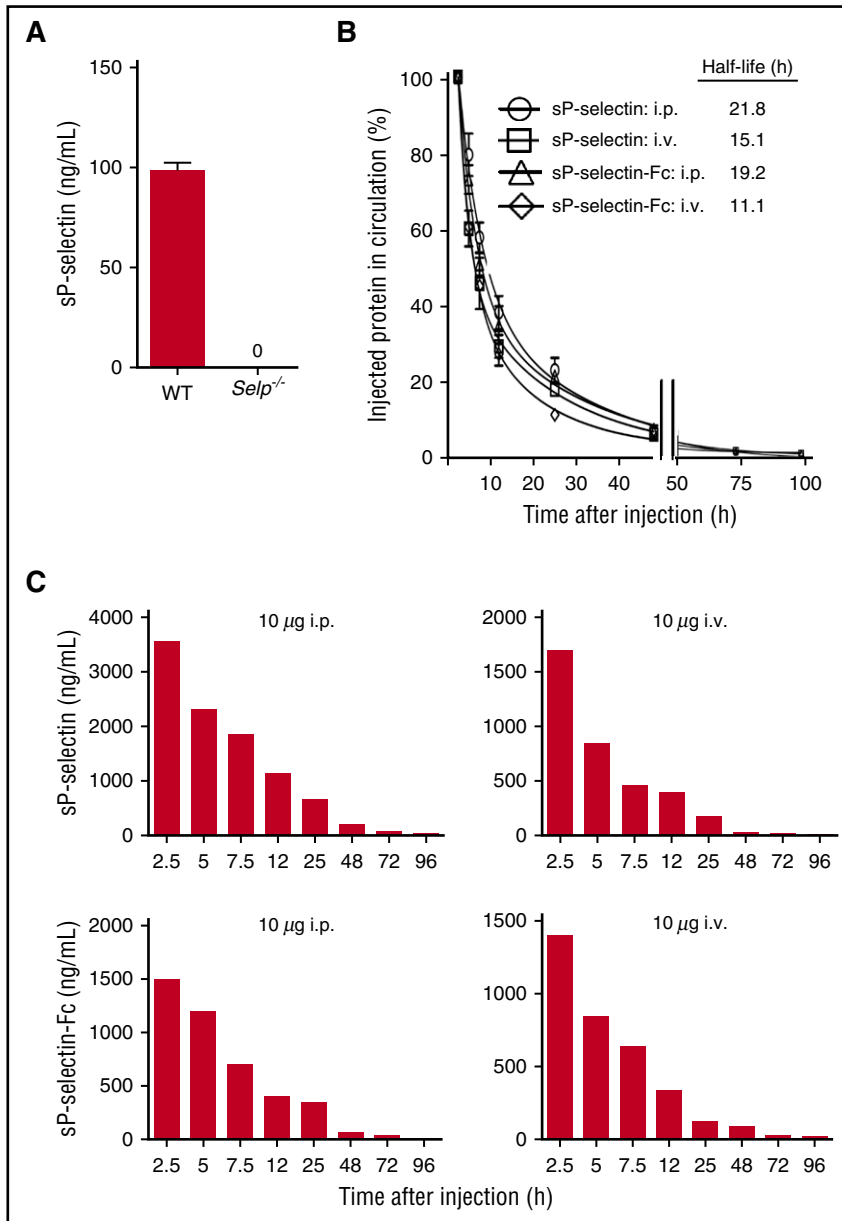 A
sP-selectin (ng/mL)
150
100
50
0
0
WT
Selp-/-
B
Injected protein in circulation (%)
100
80
60
40
20
0
Half-life (h)
sP-selectin: i.p. 21.8
sP-selectin: i.v. 15.1
sP-selectin-Fc: i.p. 19.2
sP-selectin-Fc: i.v. 11.1
10 20 30 40 50 75 100
Time after injection (h)
C
sP-selectin (ng/mL)
10 µg i.p.
4000
3000
2000
1000
0
2.5 5 7.5 12 25 48 72 96
10 µg i.v.
2000
1500
1000
500
0
2.5 5 7.5 12 25 48 72 96
sP-selectin-Fc (ng/mL)
10 µg i.p.
2000
1500
1000
500
0
2.5 5 7.5 12 25 48 72 96
10 µg i.v.
1500
1000
500
0
2.5 5 7.5 12 25 48 72 96
Time after injection (h)